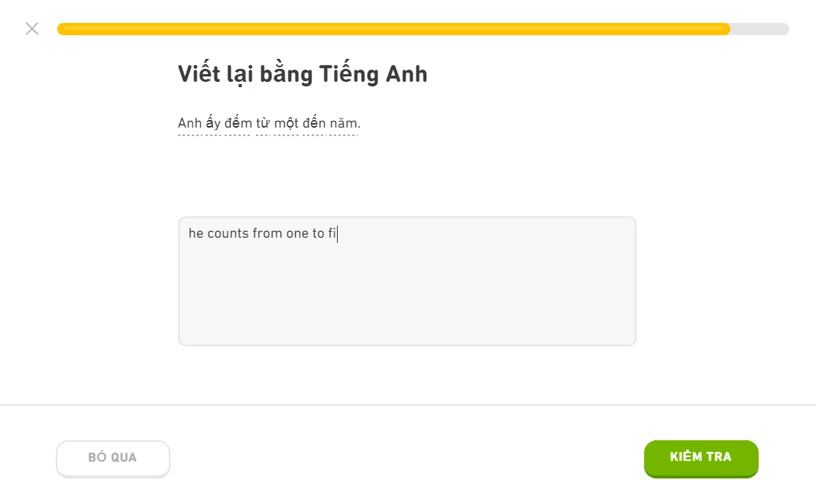 Viết lại bằng Tiếng Anh
Anh ấy đếm từ một đến năm.
he counts from one to fi
BỎ QUA
KIỂM TRA